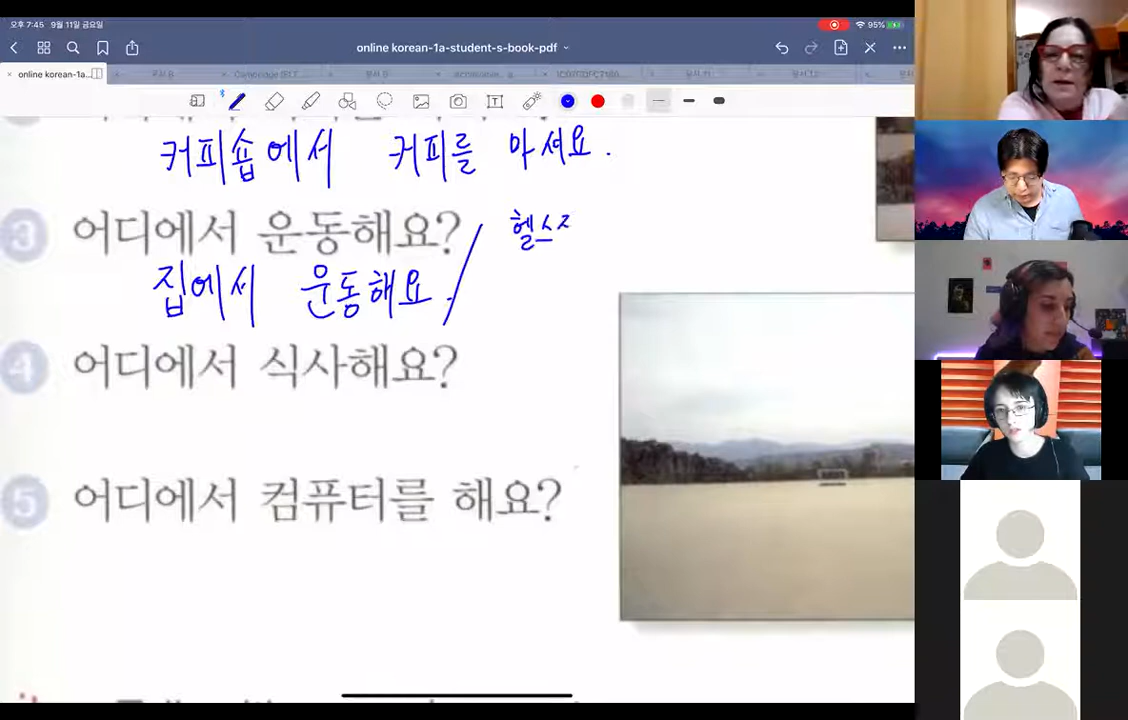 오후 7:45 9월 11일 금요일
95%
online korean-1a-student-s-book-pdf
online korean-1a...
커피숍에서 커피를 마셔요.
3 어디에서 운동해요? / 헬스ㅈ
집에서 운동해요.
4 어디에서 식사해요?
5 어디에서 컴퓨터를 해요?